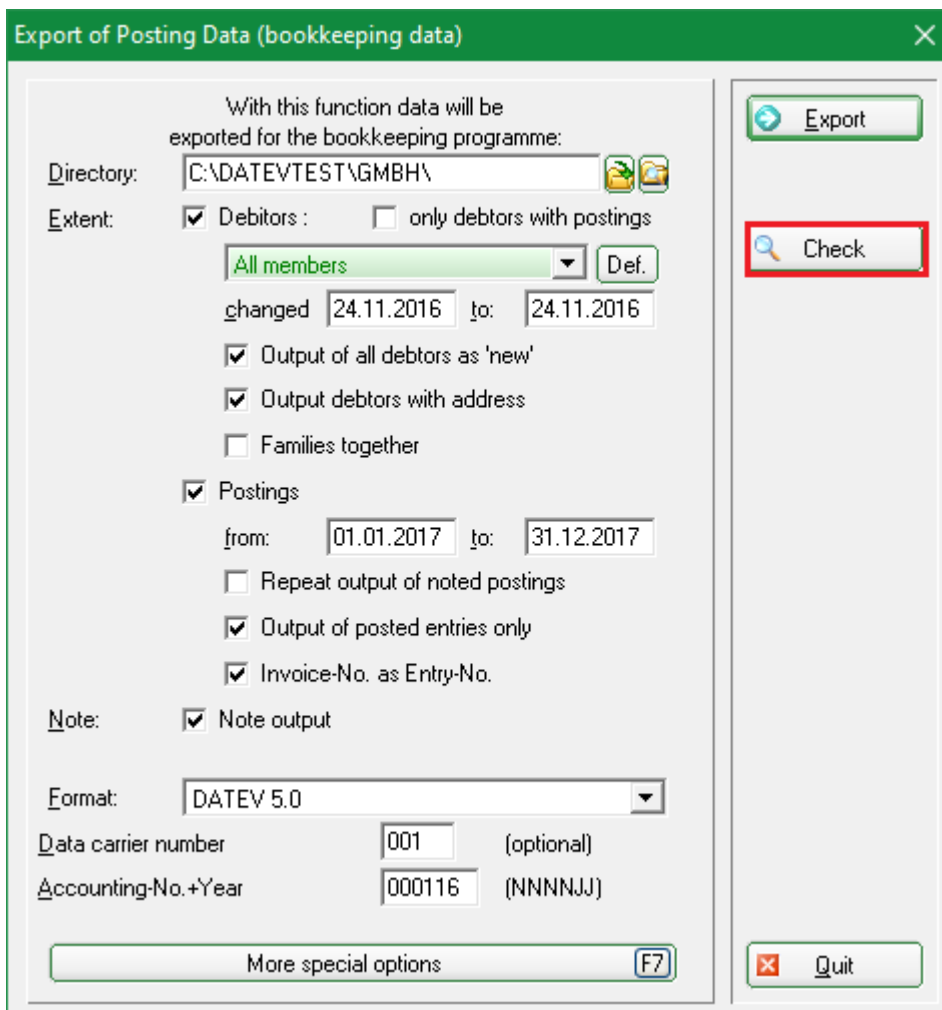 Export of Posting Data (bookkeeping data)
With this function data will be
exported for the bookkeeping programme:
Directory: C:\DATEVTEST\GMBH\
Extent: Debitors : only debtors with postings
All members Def.
changed 24.11.2016 to: 24.11.2016
Output of all debtors as 'new'
Output debtors with address
Families together
Postings
from: 01.01.2017 to: 31.12.2017
Repeat output of noted postings
Output of posted entries only
Invoice-No. as Entry-No.
Note: Note output
Format: DATEV 5.0
Data carrier number 001 (optional)
Accounting-No.+Year 000116 (NNNNJJ)
More special options F7
Export
Check
Quit